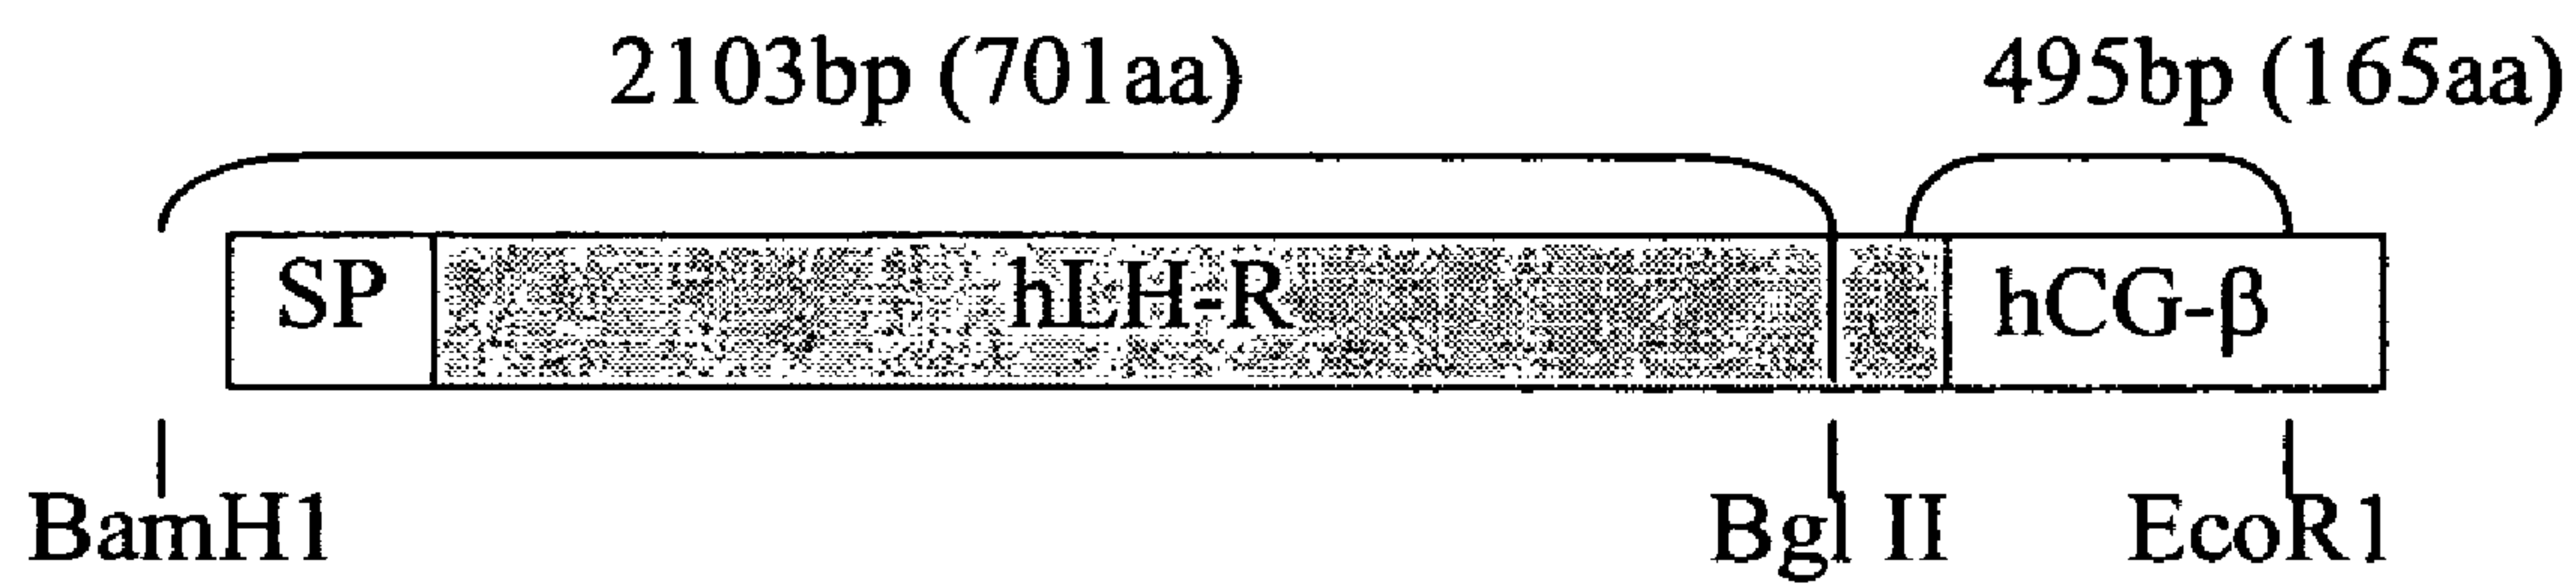 2103bp (701aa) 495bp (165aa)
SP hLH-R hCG-β
BamH1 Bgl II EcoR1